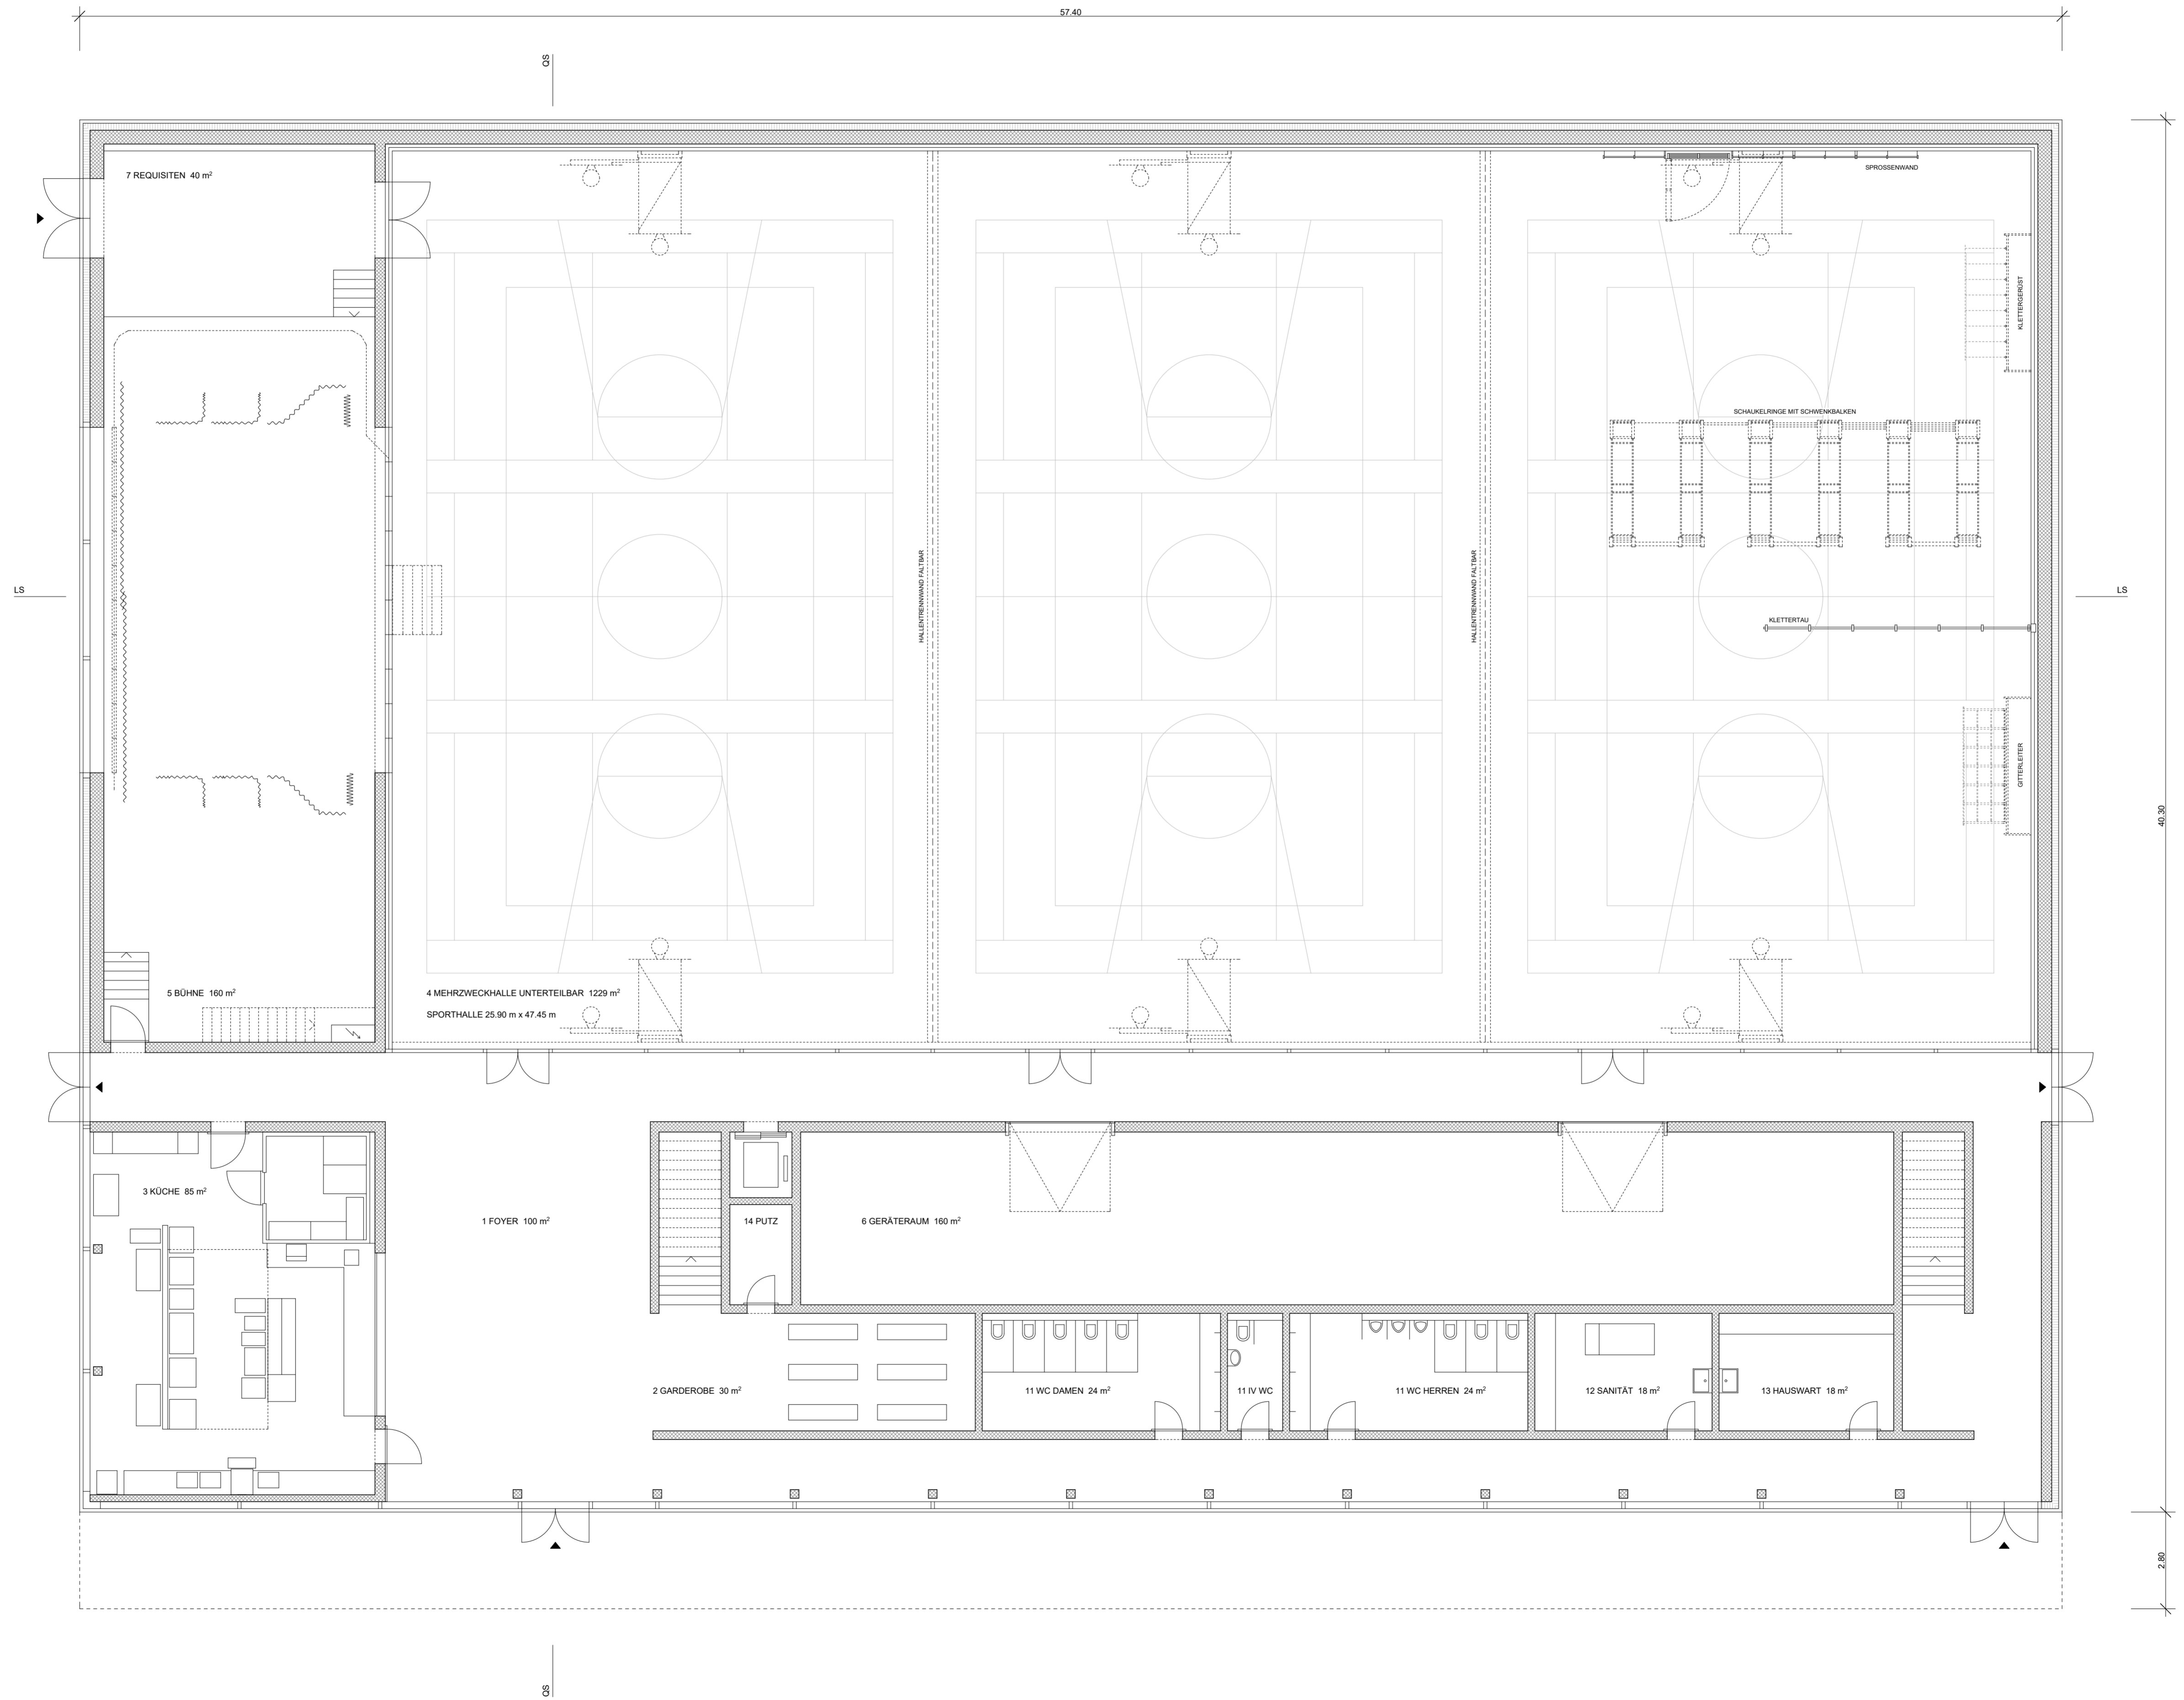 57.40
QS
7 REQUISITEN 40 m²
SPROSSENWAND
KLETTERGERÜST
SCHAUKELRINGE MIT SCHWENKBALKEN
HALLENTRENNWAND FALTBAR
HALLENTRENNWAND FALTBAR
LS
LS
KLETTERTAU
GITTERLEITER
40.30
5 BÜHNE 160 m²
4 MEHRZWECKHALLE UNTERTEILBAR 1229 m²
SPORTHALLE 25.90 m x 47.45 m
3 KÜCHE 85 m²
1 FOYER 100 m²
14 PUTZ
6 GERÄTERAUM 160 m²
2 GARDEROBE 30 m²
11 WC DAMEN 24 m²
11 IV WC
11 WC HERREN 24 m²
12 SANITÄT 18 m²
13 HAUSWART 18 m²
2.80
QS